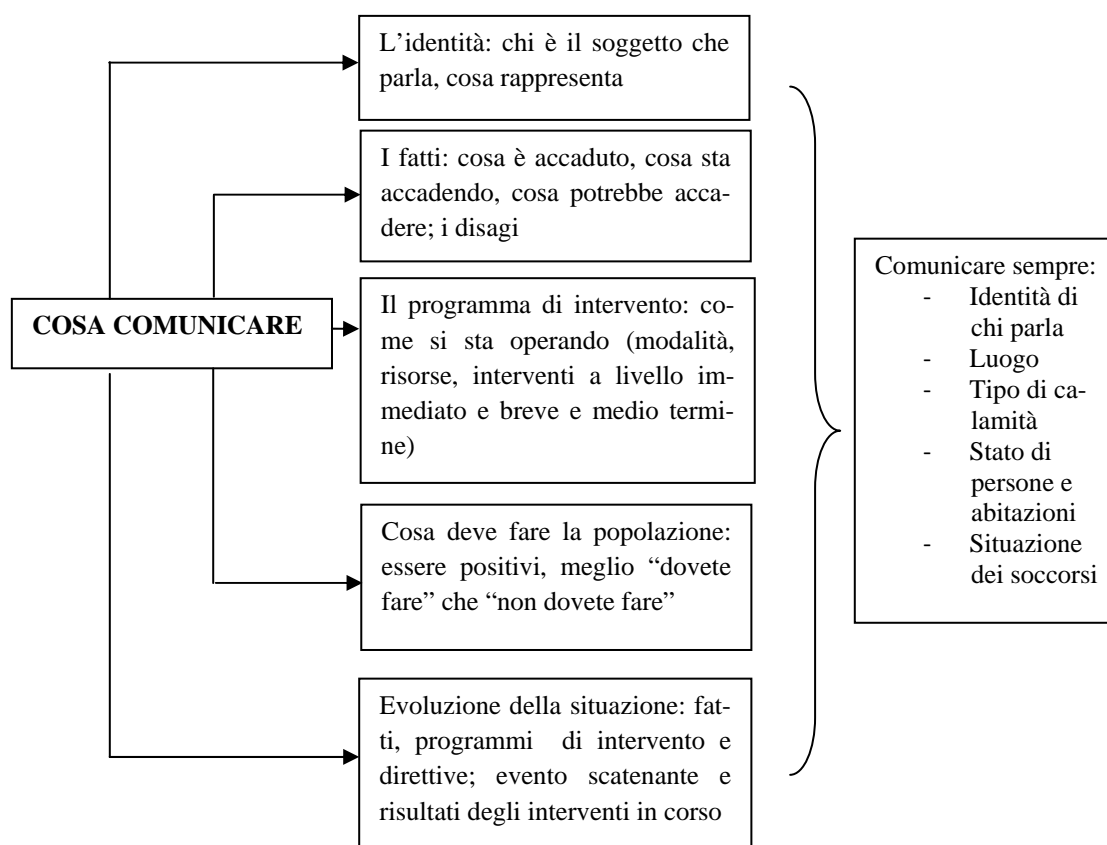 L’identità: chi è il soggetto che
parla, cosa rappresenta
I fatti: cosa è accaduto, cosa sta
accadendo, cosa potrebbe acca-
dere; i disagi
COSA COMUNICARE
Il programma di intervento: co-
me si sta operando (modalità,
risorse, interventi a livello im-
mediato e breve e medio termi-
ne)
Cosa deve fare la popolazione:
essere positivi, meglio “dovete
fare” che “non dovete fare”
Evoluzione della situazione: fat-
ti, programmi di intervento e
direttive; evento scatenante e
risultati degli interventi in corso
Comunicare sempre:
- Identità di
chi parla
- Luogo
- Tipo di ca-
lamità
- Stato di
persone e
abitazioni
- Situazione
dei soccorsi